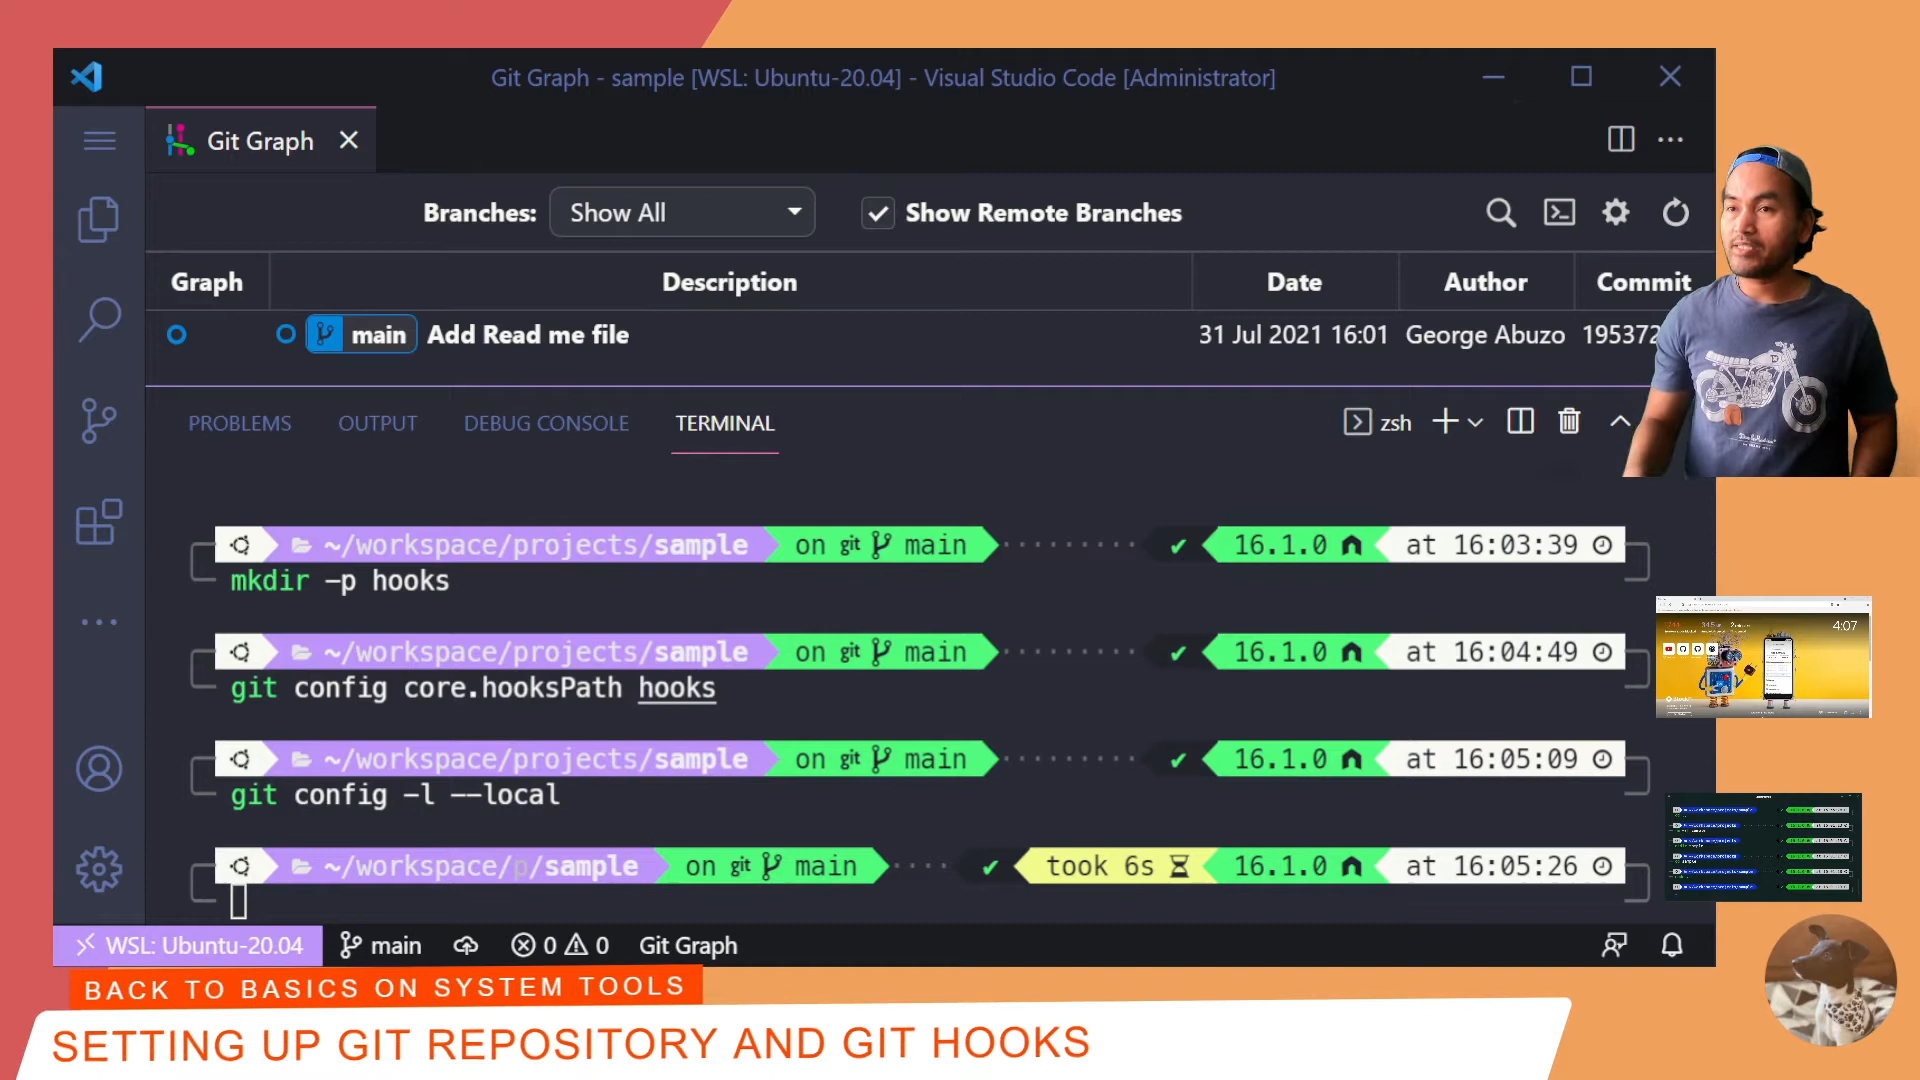 Git Graph - sample [WSL: Ubuntu-20.04] - Visual Studio Code [Administrator]
Git Graph
Branches: Show All Show Remote Branches
Graph Description Date Author Commit
main Add Read me file 31 Jul 2021 16:01 George Abuzo 195372
PROBLEMS OUTPUT DEBUG CONSOLE TERMINAL zsh
~/workspace/projects/sample on git main 16.1.0 at 16:03:39
mkdir -p hooks
~/workspace/projects/sample on git main 16.1.0 at 16:04:49
git config core.hooksPath hooks
~/workspace/projects/sample on git main 16.1.0 at 16:05:09
git config -l --local
~/workspace/p/sample on git main took 6s 16.1.0 at 16:05:26
4:07
WSL: Ubuntu-20.04 main 0 0 Git Graph
BACK TO BASICS ON SYSTEM TOOLS
SETTING UP GIT REPOSITORY AND GIT HOOKS